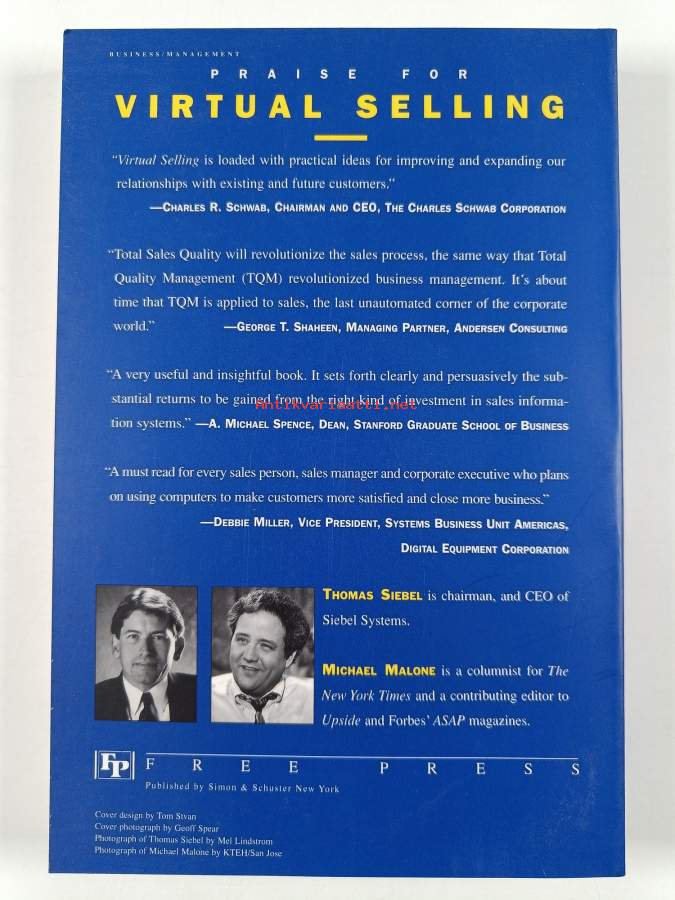 BUSINESS/MANAGEMENT
PRAISE FOR
VIRTUAL SELLING
“Virtual Selling is loaded with practical ideas for improving and expanding our
relationships with existing and future customers.”
—CHARLES R. SCHWAB, CHAIRMAN AND CEO, THE CHARLES SCHWAB CORPORATION
“Total Sales Quality will revolutionize the sales process, the same way that Total
Quality Management (TQM) revolutionized business management. It’s about
time that TQM is applied to sales, the last unautomated corner of the corporate
world.” —GEORGE T. SHAHEEN, MANAGING PARTNER, ANDERSEN CONSULTING
“A very useful and insightful book. It sets forth clearly and persuasively the sub-
stantial returns to be gained from the right kind of investment in sales informa-
Antikvariaatti.net
tion systems.” —A. MICHAEL SPENCE, DEAN, STANFORD GRADUATE SCHOOL OF BUSINESS
“A must read for every sales person, sales manager and corporate executive who plans
on using computers to make customers more satisfied and close more business.”
—DEBBIE MILLER, VICE PRESIDENT, SYSTEMS BUSINESS UNIT AMERICAS,
DIGITAL EQUIPMENT CORPORATION
THOMAS SIEBEL is chairman, and CEO of
Siebel Systems.
MICHAEL MALONE is a columnist for The
New York Times and a contributing editor to
Upside and Forbes’ ASAP magazines.
FP FREE PRESS
Published by Simon & Schuster New York
Cover design by Tom Stvan
Cover photograph by Geoff Spear
Photograph of Thomas Siebel by Mel Lindstrom
Photograph of Michael Malone by KTEH/San Jose